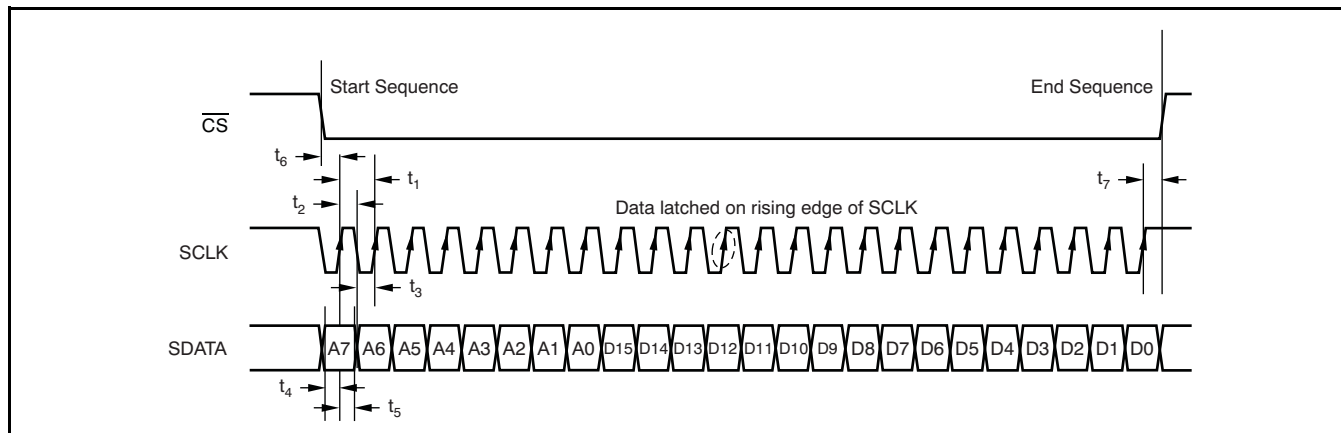 Start Sequence
End Sequence
CS
t6
t1
t7
t2
Data latched on rising edge of SCLK
SCLK
t3
SDATA
A7 A6 A5 A4 A3 A2 A1 A0 D15 D14 D13 D12 D11 D10 D9 D8 D7 D6 D5 D4 D3 D2 D1 D0
t4
t5